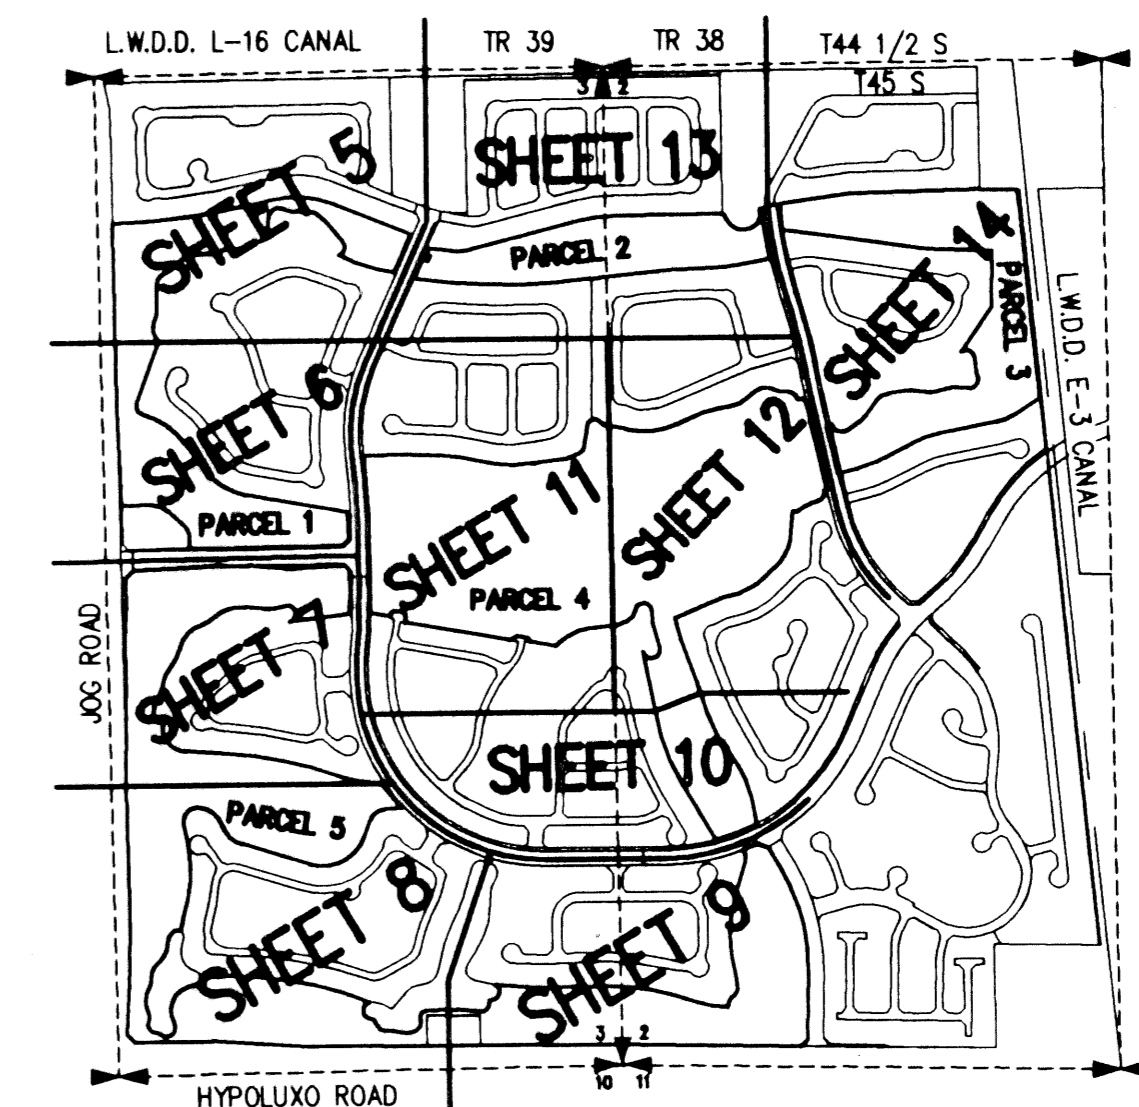 L.W.D.D. L-16 CANAL
TR 39
TR 38
T44 1/2 S
T45 S
3 2
SHEET 5
SHEET 13
SHEET 14
PARCEL 2
PARCEL 3
L.W.D.D. E-3 CANAL
SHEET 6
SHEET 11
SHEET 12
PARCEL 1
PARCEL 4
JOG ROAD
SHEET 7
SHEET 10
PARCEL 5
SHEET 8
SHEET 9
3 2
10 11
HYPOLUXO ROAD